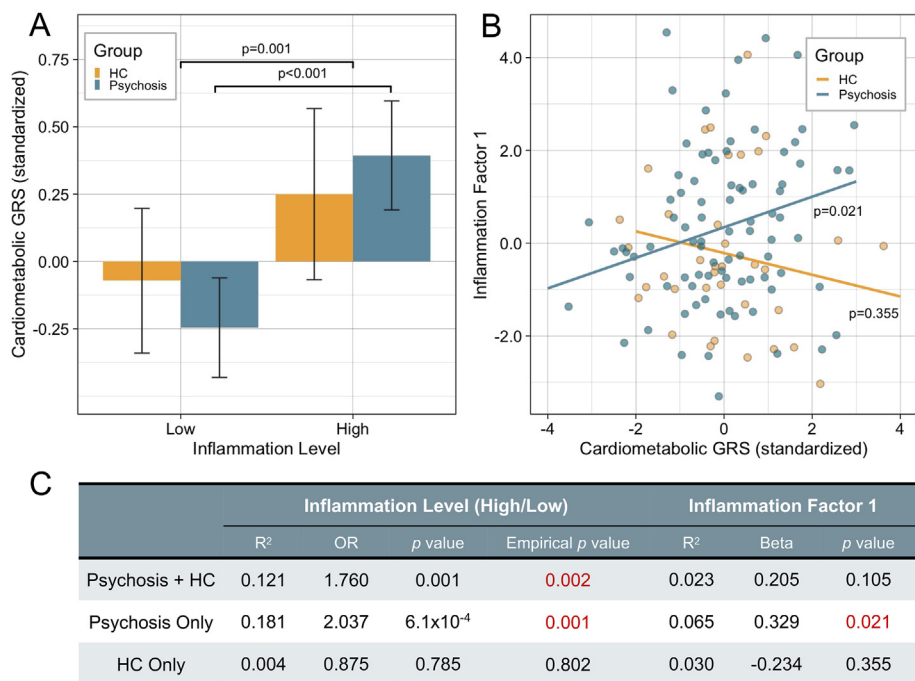 A
Cardiometabolic GRS (standardized)
0.75
0.50
0.25
0.00
-0.25
Group
HC
Psychosis
p=0.001
p<0.001
Low
High
Inflammation Level
B
Inflammation Factor 1
4.0
2.0
0.0
-2.0
Group
HC
Psychosis
p=0.021
p=0.355
-4 -2 0 2 4
Cardiometabolic GRS (standardized)
C
Inflammation Level (High/Low) Inflammation Factor 1
R² OR p value Empirical p value R² Beta p value
Psychosis + HC 0.121 1.760 0.001 0.002 0.023 0.205 0.105
Psychosis Only 0.181 2.037 6.1x10⁻⁴ 0.001 0.065 0.329 0.021
HC Only 0.004 0.875 0.785 0.802 0.030 -0.234 0.355